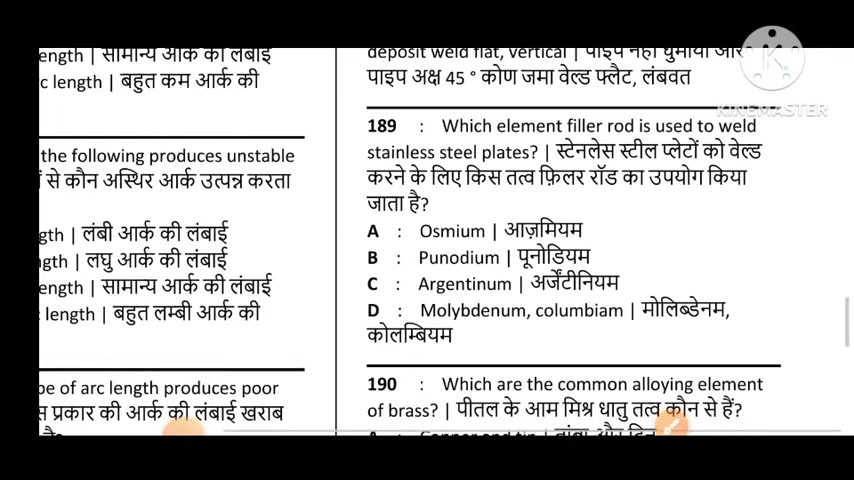 ength | सामान्य आर्क की लंबाई
c length | बहुत कम आर्क की
the following produces unstable
से कौन अस्थिर आर्क उत्पन्न करता
gth | लंबी आर्क की लंबाई
ngth | लघु आर्क की लंबाई
ength | सामान्य आर्क की लंबाई
length | बहुत लम्बी आर्क की
pe of arc length produces poor
स प्रकार की आर्क की लंबाई खराब
deposit weld flat, vertical | पाइप नहीं घुमाया और
पाइप अक्ष 45 ° कोण जमा वेल्ड फ्लैट, लंबवत
189 : Which element filler rod is used to weld
stainless steel plates? | स्टेनलेस स्टील प्लेटों को वेल्ड
करने के लिए किस तत्व फ़िलर रॉड का उपयोग किया
जाता है?
A : Osmium | आज़मियम
B : Punodium | पूनोडियम
C : Argentinum | अर्जेंटीनियम
D : Molybdenum, columbiam | मोलिब्डेनम,
कोलम्बियम
190 : Which are the common alloying element
of brass? | पीतल के आम मिश्र धातु तत्व कौन से हैं?
KINEMASTER